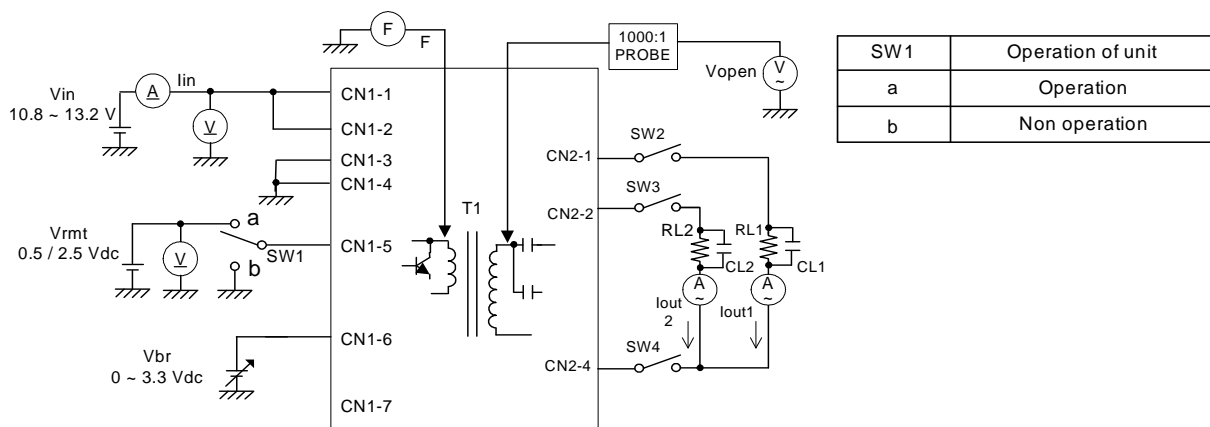 F
F
1000:1
PROBE
Vopen
V
~
SW1 Operation of unit
a Operation
b Non operation
Vin
10.8 ~ 13.2 V
A
Iin
V
CN1-1
CN1-2
CN1-3
CN1-4
Vrmt
0.5 / 2.5 Vdc
V
a
b
SW1
CN1-5
T1
CN2-1
SW2
CN2-2
SW3
RL2
CL2
RL1
CL1
A
~
A
~
Iout
2
Iout1
CN2-4
SW4
Vbr
0 ~ 3.3 Vdc
CN1-6
CN1-7